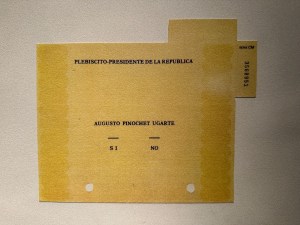 PLEBISCITO-PRESIDENTE DE LA REPUBLICA
AUGUSTO PINOCHET UGARTE
SI NO